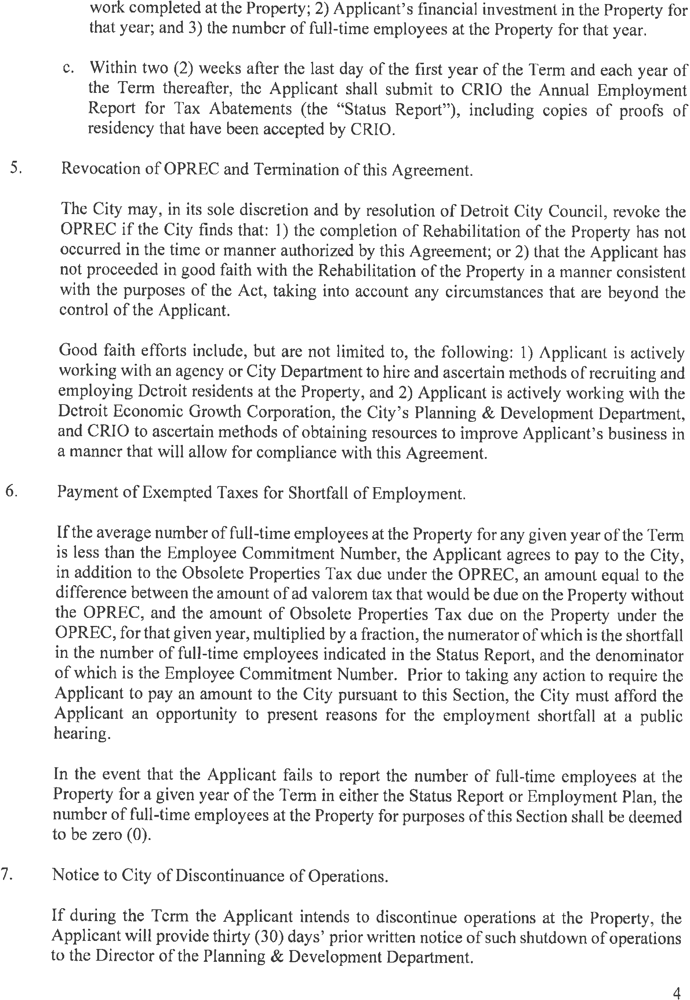 work completed at the Property; 2) Applicant's financial investment in the Property for
that year; and 3) the number of full-time employees at the Property for that year.
c. Within two (2) weeks after the last day of the first year of the Term and each year of
the Term thereafter, the Applicant shall submit to CRIO the Annual Employment
Report for Tax Abatements (the “Status Report”), including copies of proofs of
residency that have been accepted by CRIO.
5. Revocation of OPREC and Termination of this Agreement.
The City may, in its sole discretion and by resolution of Detroit City Council, revoke the
OPREC if the City finds that: 1) the completion of Rehabilitation of the Property has not
occurred in the time or manner authorized by this Agreement; or 2) that the Applicant has
not proceeded in good faith with the Rehabilitation of the Property in a manner consistent
with the purposes of the Act, taking into account any circumstances that are beyond the
control of the Applicant.
Good faith efforts include, but are not limited to, the following: 1) Applicant is actively
working with an agency or City Department to hire and ascertain methods of recruiting and
employing Detroit residents at the Property, and 2) Applicant is actively working with the
Detroit Economic Growth Corporation, the City's Planning & Development Department,
and CRIO to ascertain methods of obtaining resources to improve Applicant's business in
a manner that will allow for compliance with this Agreement.
6. Payment of Exempted Taxes for Shortfall of Employment.
If the average number of full-time employees at the Property for any given year of the Term
is less than the Employee Commitment Number, the Applicant agrees to pay to the City,
in addition to the Obsolete Properties Tax due under the OPREC, an amount equal to the
difference between the amount of ad valorem tax that would be due on the Property without
the OPREC, and the amount of Obsolete Properties Tax due on the Property under the
OPREC, for that given year, multiplied by a fraction, the numerator of which is the shortfall
in the number of full-time employees indicated in the Status Report, and the denominator
of which is the Employee Commitment Number. Prior to taking any action to require the
Applicant to pay an amount to the City pursuant to this Section, the City must afford the
Applicant an opportunity to present reasons for the employment shortfall at a public
hearing.
In the event that the Applicant fails to report the number of full-time employees at the
Property for a given year of the Term in either the Status Report or Employment Plan, the
number of full-time employees at the Property for purposes of this Section shall be deemed
to be zero (0).
7. Notice to City of Discontinuance of Operations.
If during the Term the Applicant intends to discontinue operations at the Property, the
Applicant will provide thirty (30) days' prior written notice of such shutdown of operations
to the Director of the Planning & Development Department.
4